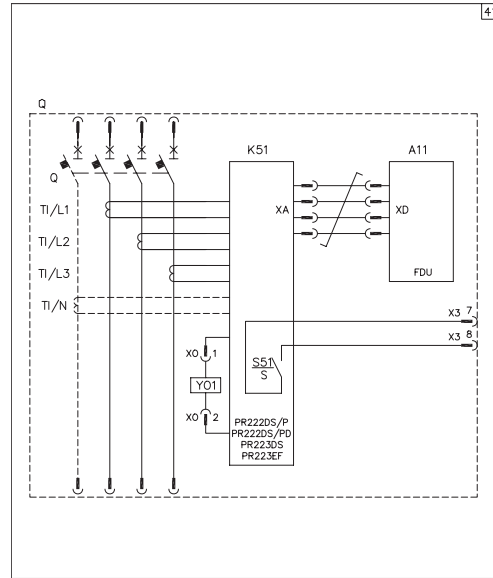 Q
K51
A11
Q
TI/L1
XA
XD
TI/L2
TI/L3
FDU
TI/N
X3 7
X3 8
XO 1
S51
S
YO1
XO 2
PR222DS/P
PR222DS/PD
PR223DS
PR223EF